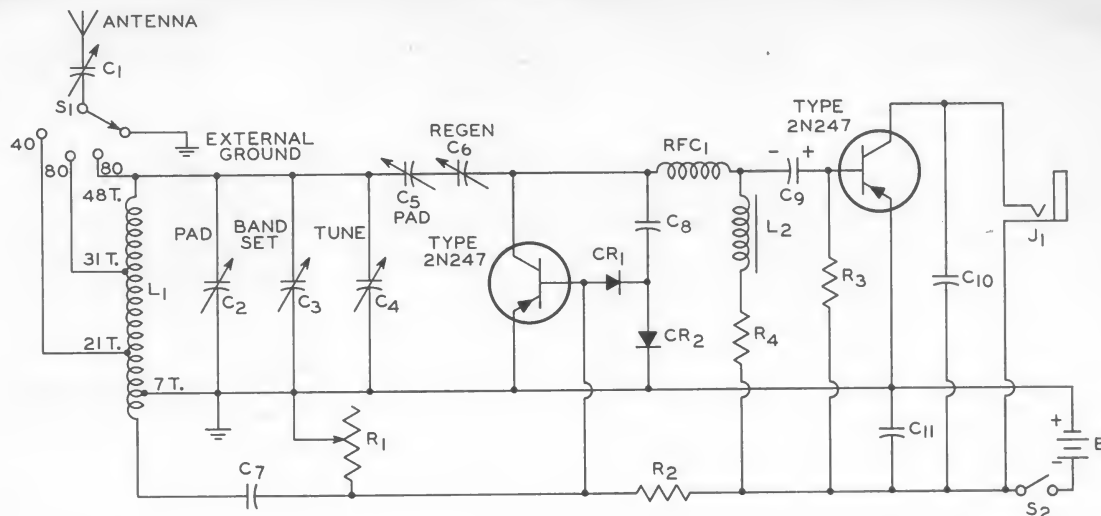 ANTENNA
C1
S1
EXTERNAL
GROUND
40
80
80
48T.
31T.
21T.
7T.
L1
PAD
C2
BAND
SET
C3
TUNE
C4
C5
PAD
REGEN
C6
TYPE
2N247
CR1
CR2
C8
RFC1
L2
R4
C9
- +
R3
TYPE
2N247
C10
J1
C11
R1
C7
R2
S2
+
-
B